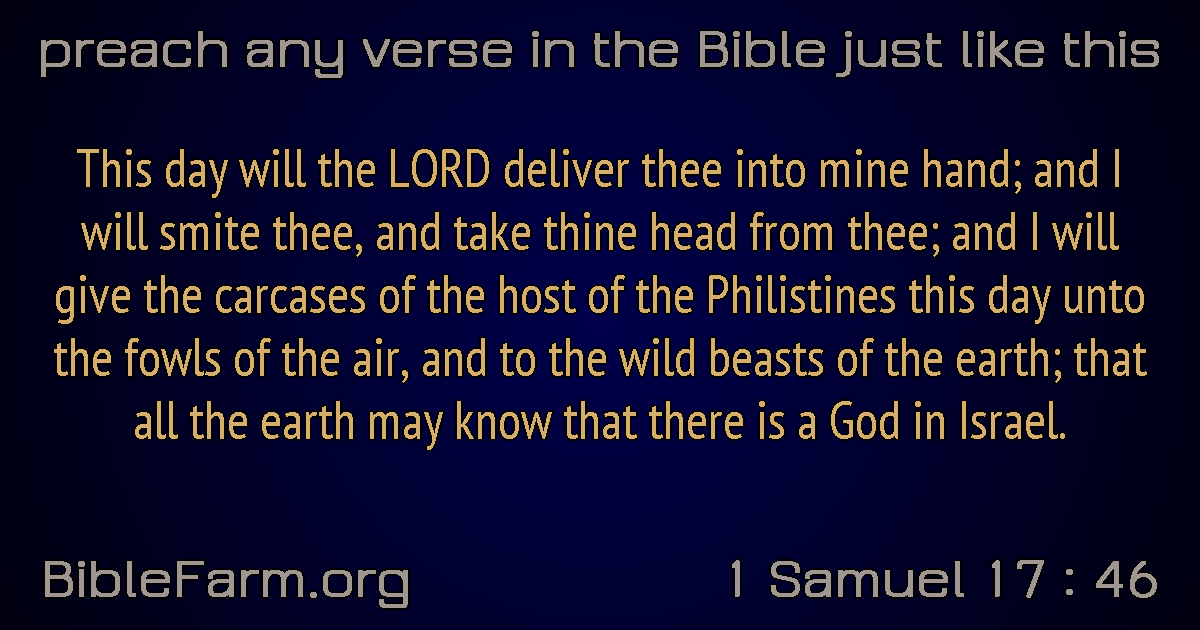 preach any verse in the Bible just like this
This day will the LORD deliver thee into mine hand; and I
will smite thee, and take thine head from thee; and I will
give the carcases of the host of the Philistines this day unto
the fowls of the air, and to the wild beasts of the earth; that
all the earth may know that there is a God in Israel.
BibleFarm.org
1 Samuel 17 : 46